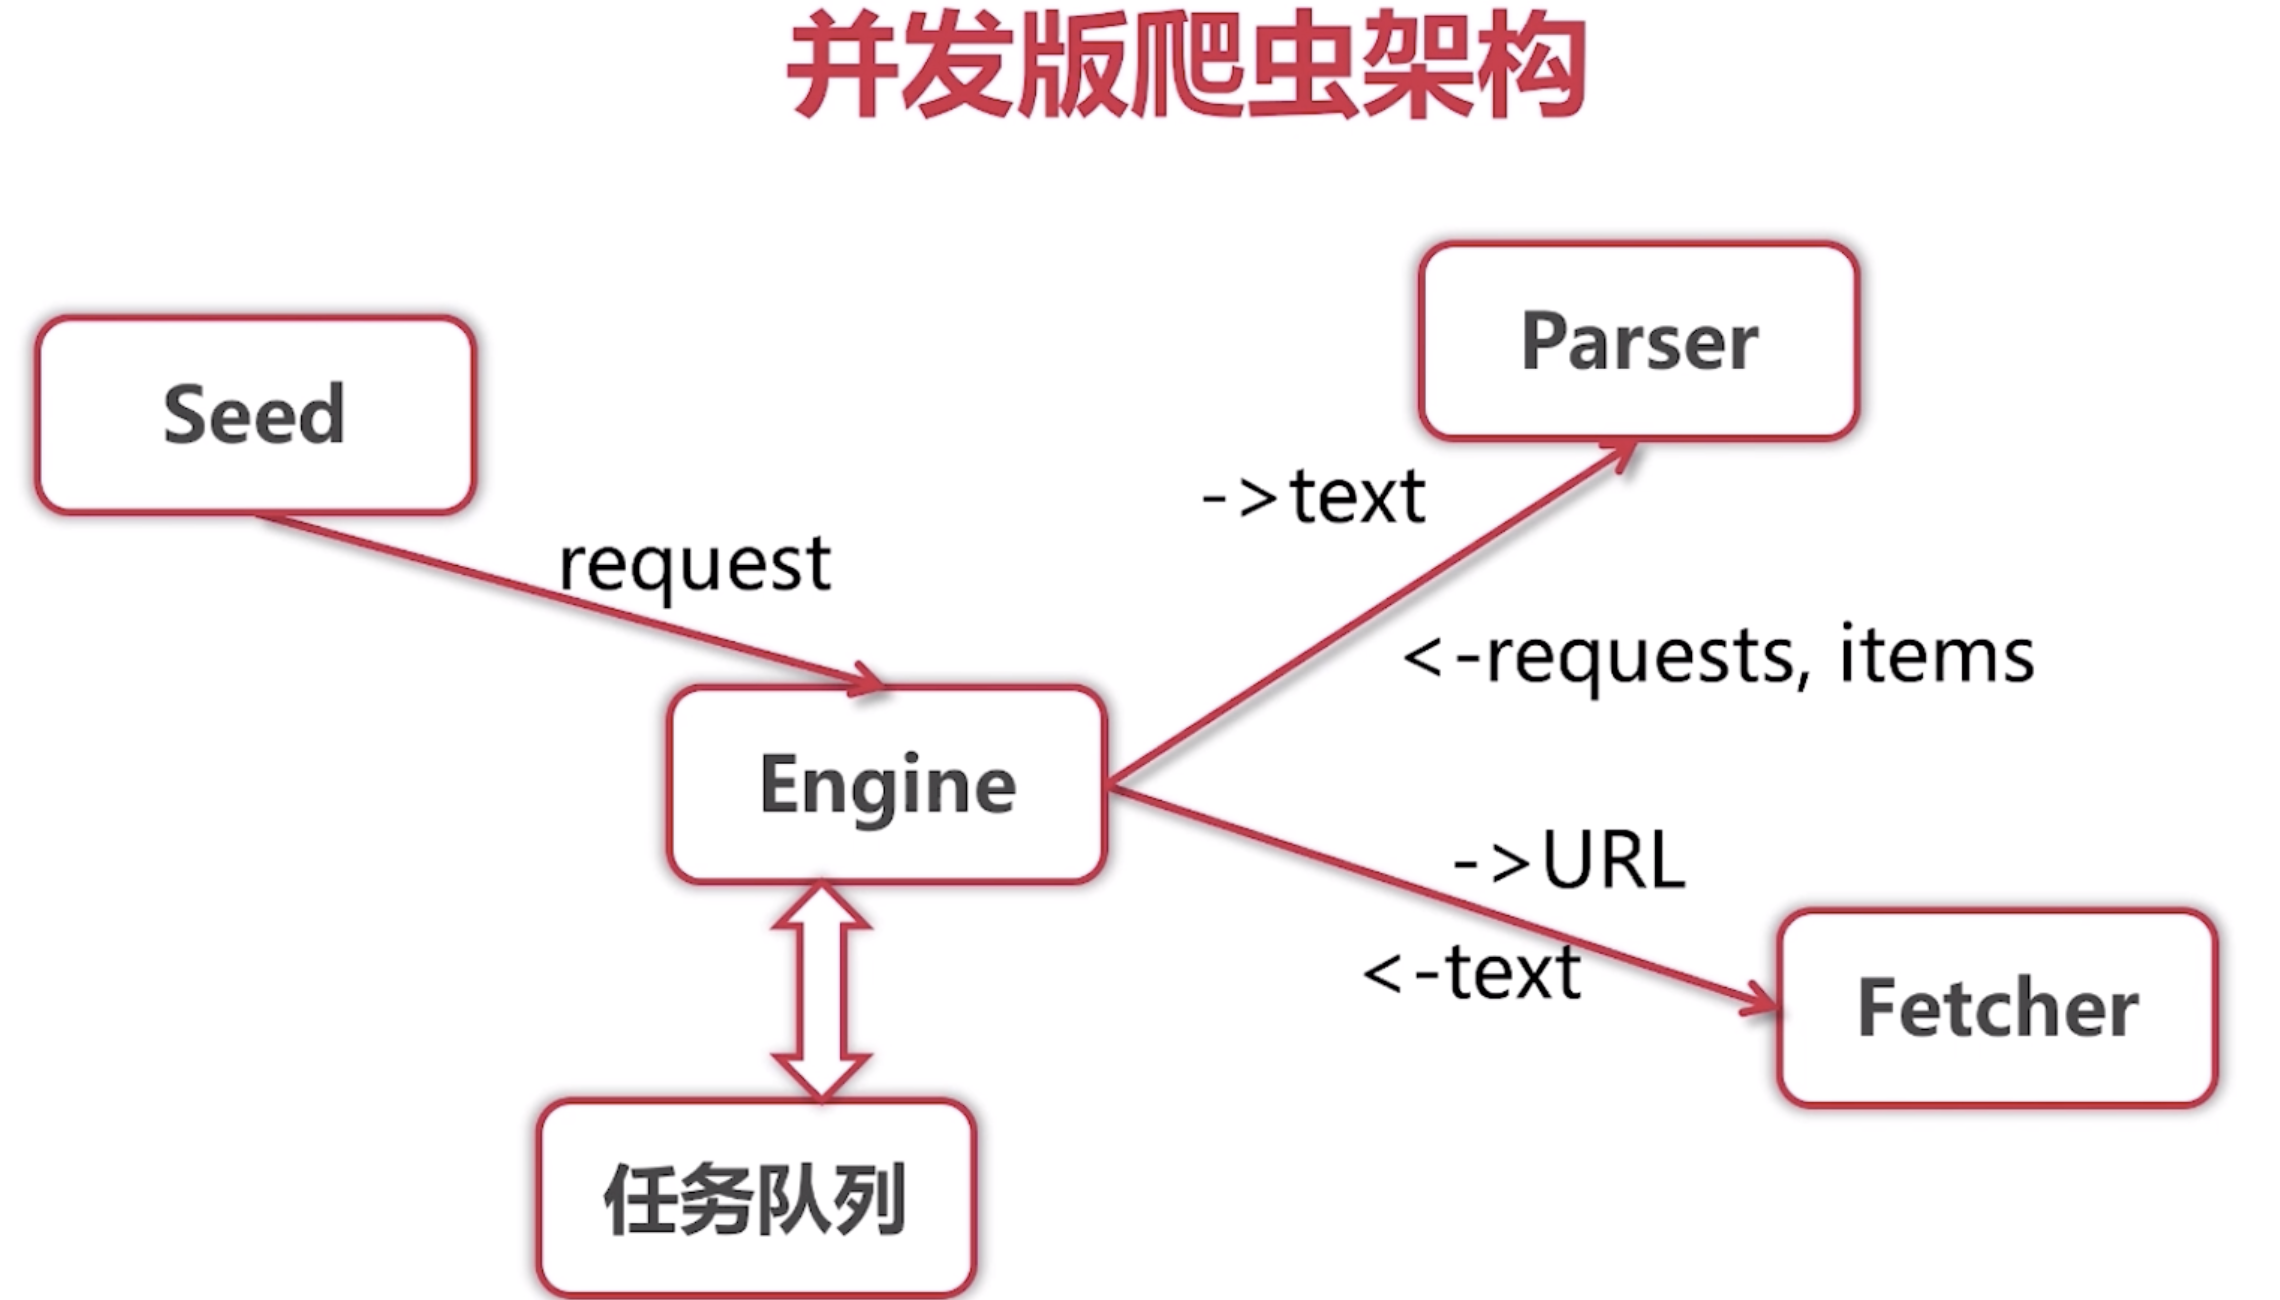 并发版爬虫架构
Parser
Seed
->text
request
<-requests, items
Engine
->URL
<-text
Fetcher
任务队列